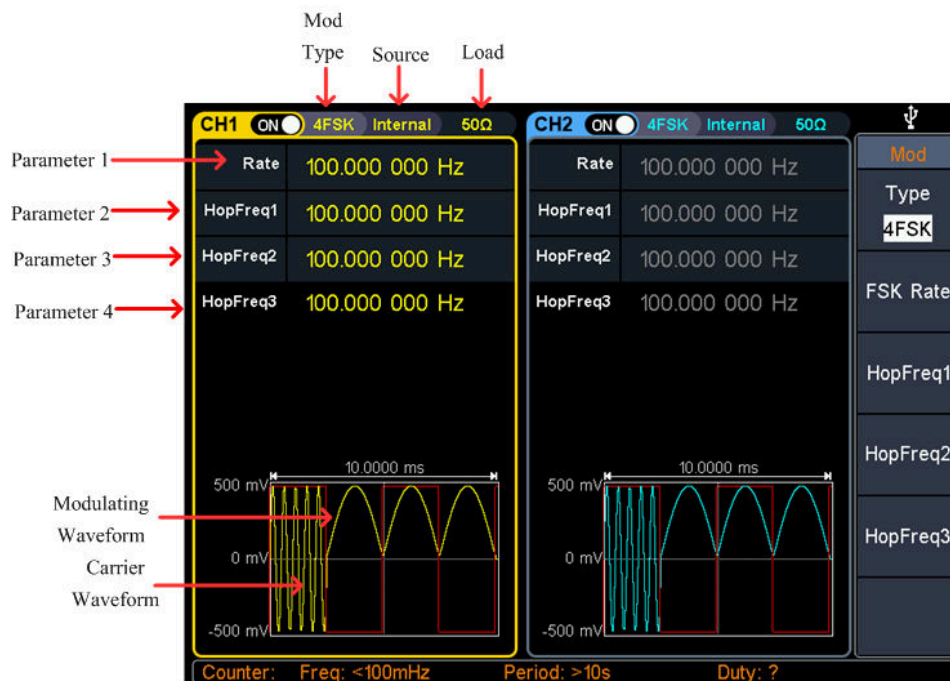 Mod
Type
Source
Load
CH1 ON 4FSK Internal 50Ω
CH2 ON 4FSK Internal 50Ω
Parameter 1
Rate 100.000 000 Hz
Parameter 2
HopFreq1 100.000 000 Hz
Parameter 3
HopFreq2 100.000 000 Hz
Parameter 4
HopFreq3 100.000 000 Hz
Rate 100.000 000 Hz
HopFreq1 100.000 000 Hz
HopFreq2 100.000 000 Hz
HopFreq3 100.000 000 Hz
Mod
Type
4FSK
FSK Rate
HopFreq1
HopFreq2
HopFreq3
10.0000 ms
500 mV
0 mV
-500 mV
Modulating
Waveform
Carrier
Waveform
10.0000 ms
500 mV
0 mV
-500 mV
Counter: Freq: <100mHz Period: >10s Duty: ?